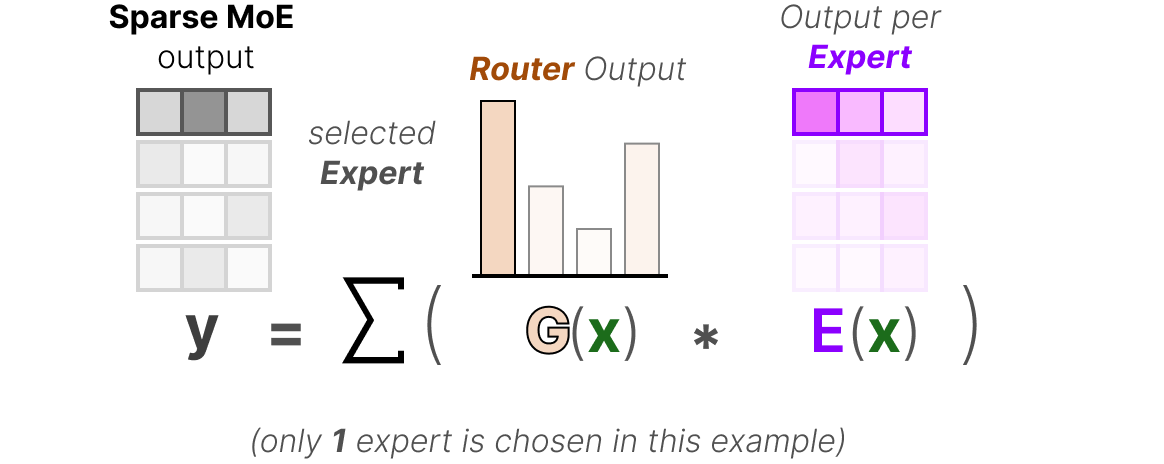 Sparse MoE
output
selected
Expert
Router Output
Output per
Expert
y = ∑ ( G(x) * E(x) )
(only 1 expert is chosen in this example)